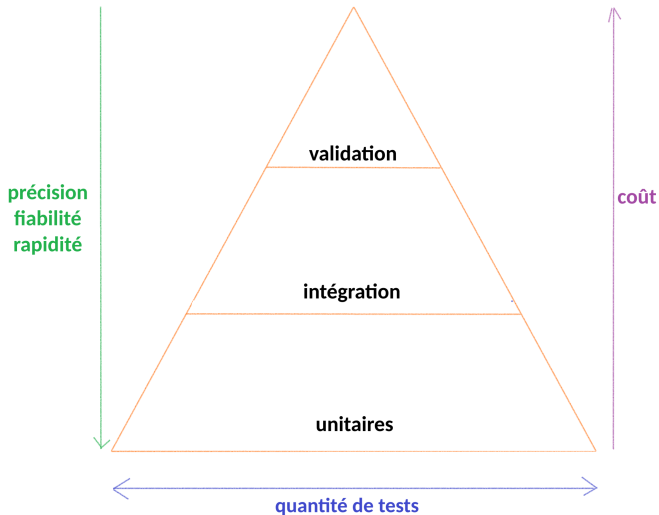 validation
précision
fiabilité
rapidité
coût
intégration
unitaires
quantité de tests